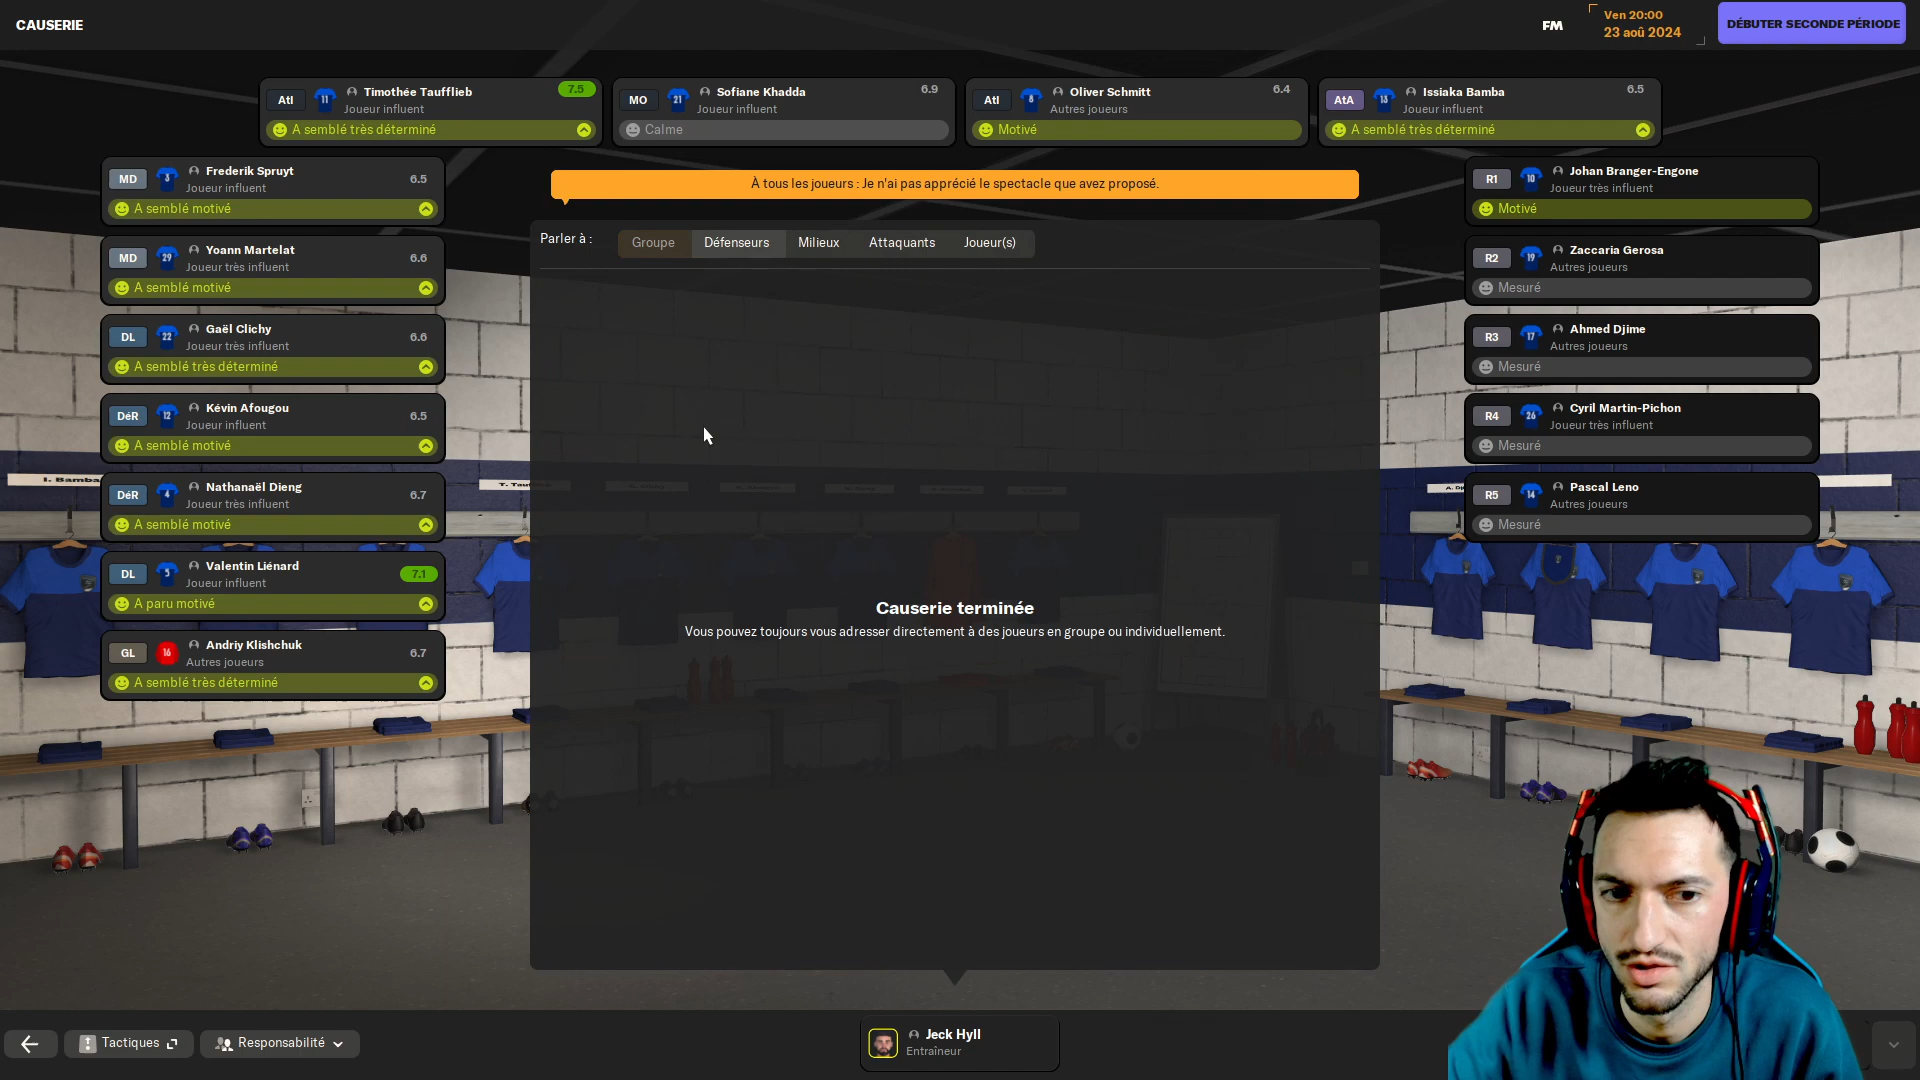 CAUSERIE
FM
Ven 20:00
23 aoû 2024
DÉBUTER SECONDE PÉRIODE
AtI
11
Timothée Taufflieb
7.5
Joueur influent
A semblé très déterminé
MO
21
Sofiane Khadda
6.9
Joueur influent
Calme
AtI
8
Oliver Schmitt
6.4
Autres joueurs
Motivé
AtA
13
Issiaka Bamba
6.5
Joueur influent
A semblé très déterminé
MD
Frederik Spruyt
6.5
Joueur influent
A semblé motivé
MD
29
Yoann Martelat
6.6
Joueur très influent
A semblé motivé
DL
22
Gaël Clichy
6.6
Joueur très influent
A semblé très déterminé
DéR
12
Kévin Afougou
6.5
Joueur influent
A semblé motivé
DéR
4
Nathanaël Dieng
6.7
Joueur très influent
A semblé motivé
DL
Valentin Liénard
7.1
Joueur influent
A paru motivé
GL
16
Andriy Klishchuk
6.7
Autres joueurs
A semblé très déterminé
À tous les joueurs : Je n'ai pas apprécié le spectacle que avez proposé.
Parler à :
Groupe
Défenseurs
Milieux
Attaquants
Joueur(s)
Causerie terminée
Vous pouvez toujours vous adresser directement à des joueurs en groupe ou individuellement.
R1
10
Johan Branger-Engone
Joueur très influent
Motivé
R2
19
Zaccaria Gerosa
Autres joueurs
Mesuré
R3
17
Ahmed Djime
Autres joueurs
Mesuré
R4
26
Cyril Martin-Pichon
Joueur très influent
Mesuré
R5
14
Pascal Leno
Autres joueurs
Mesuré
I. Bamba
Tactiques
Responsabilité
Jeck Hyll
Entraîneur